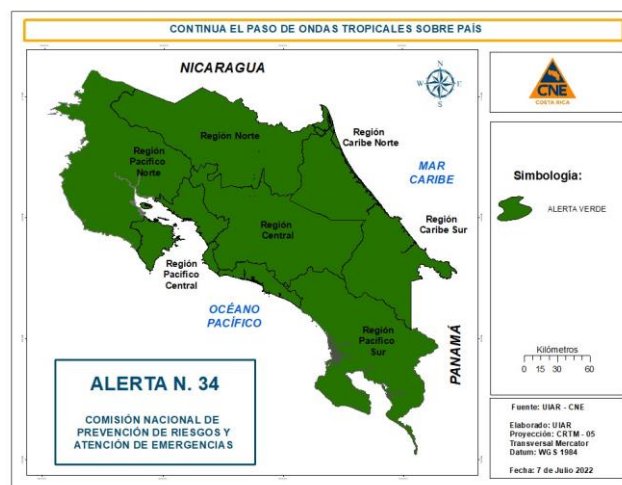 CONTINUA EL PASO DE ONDAS TROPICALES SOBRE PAÍS
NICARAGUA
N
W
E
S
Región Norte
Región
Caribe Norte
Región
Pacífico
Norte
MAR
CARIBE
Región
Central
Región
Caribe Sur
Región
Pacífico
Central
OCÉANO
PACÍFICO
Región
Pacífico
Sur
PANAMÁ
ALERTA N. 34
COMISIÓN NACIONAL DE
PREVENCIÓN DE RIESGOS Y
ATENCIÓN DE EMERGENCIAS
CNE
COSTA RICA
Simbología:
ALERTA VERDE
Kilómetros
0 15 30 60
Fuente: UIAR - CNE
Elaborado: UIAR
Proyección: CRTM - 05
Transversal Mercator
Datum: WGS 1984
Fecha: 7 de Julio 2022